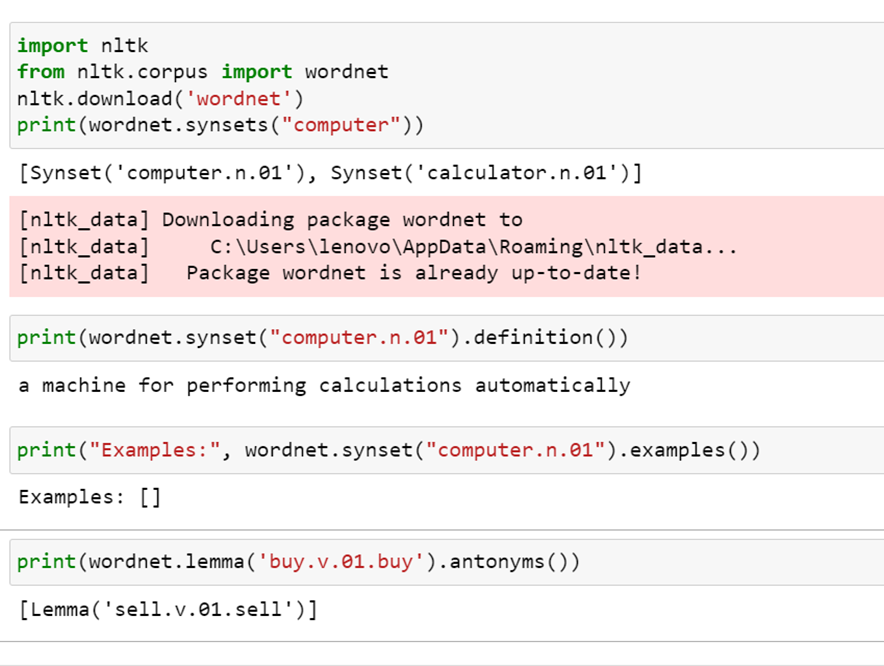 import nltk
from nltk.corpus import wordnet
nltk.download('wordnet')
print(wordnet.synsets("computer"))
[Synset('computer.n.01'), Synset('calculator.n.01')]
[nltk_data] Downloading package wordnet to
[nltk_data]     C:\Users\lenovo\AppData\Roaming\nltk_data...
[nltk_data]   Package wordnet is already up-to-date!
print(wordnet.synset("computer.n.01").definition())
a machine for performing calculations automatically
print("Examples:", wordnet.synset("computer.n.01").examples())
Examples: []
print(wordnet.lemma('buy.v.01.buy').antonyms())
[Lemma('sell.v.01.sell')]